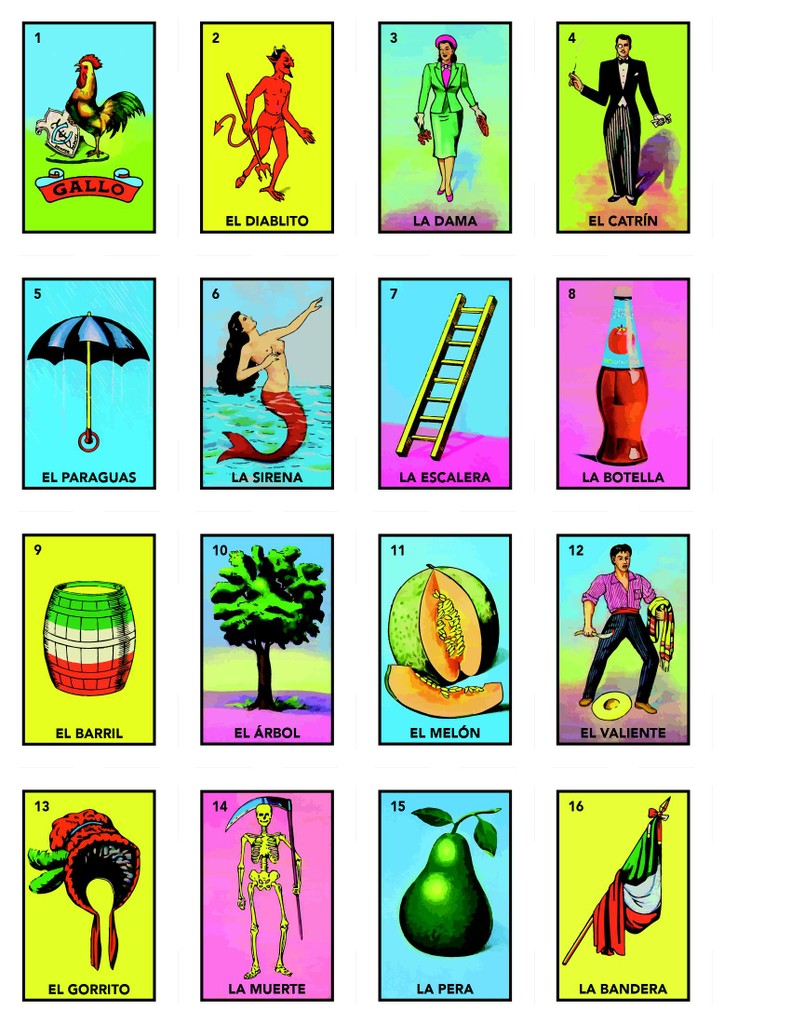 1
GALLO
2
EL DIABLITO
3
LA DAMA
4
EL CATRÍN
5
EL PARAGUAS
6
LA SIRENA
7
LA ESCALERA
8
LA BOTELLA
9
EL BARRIL
10
EL ÁRBOL
11
EL MELÓN
12
EL VALIENTE
13
EL GORRITO
14
LA MUERTE
15
LA PERA
16
LA BANDERA